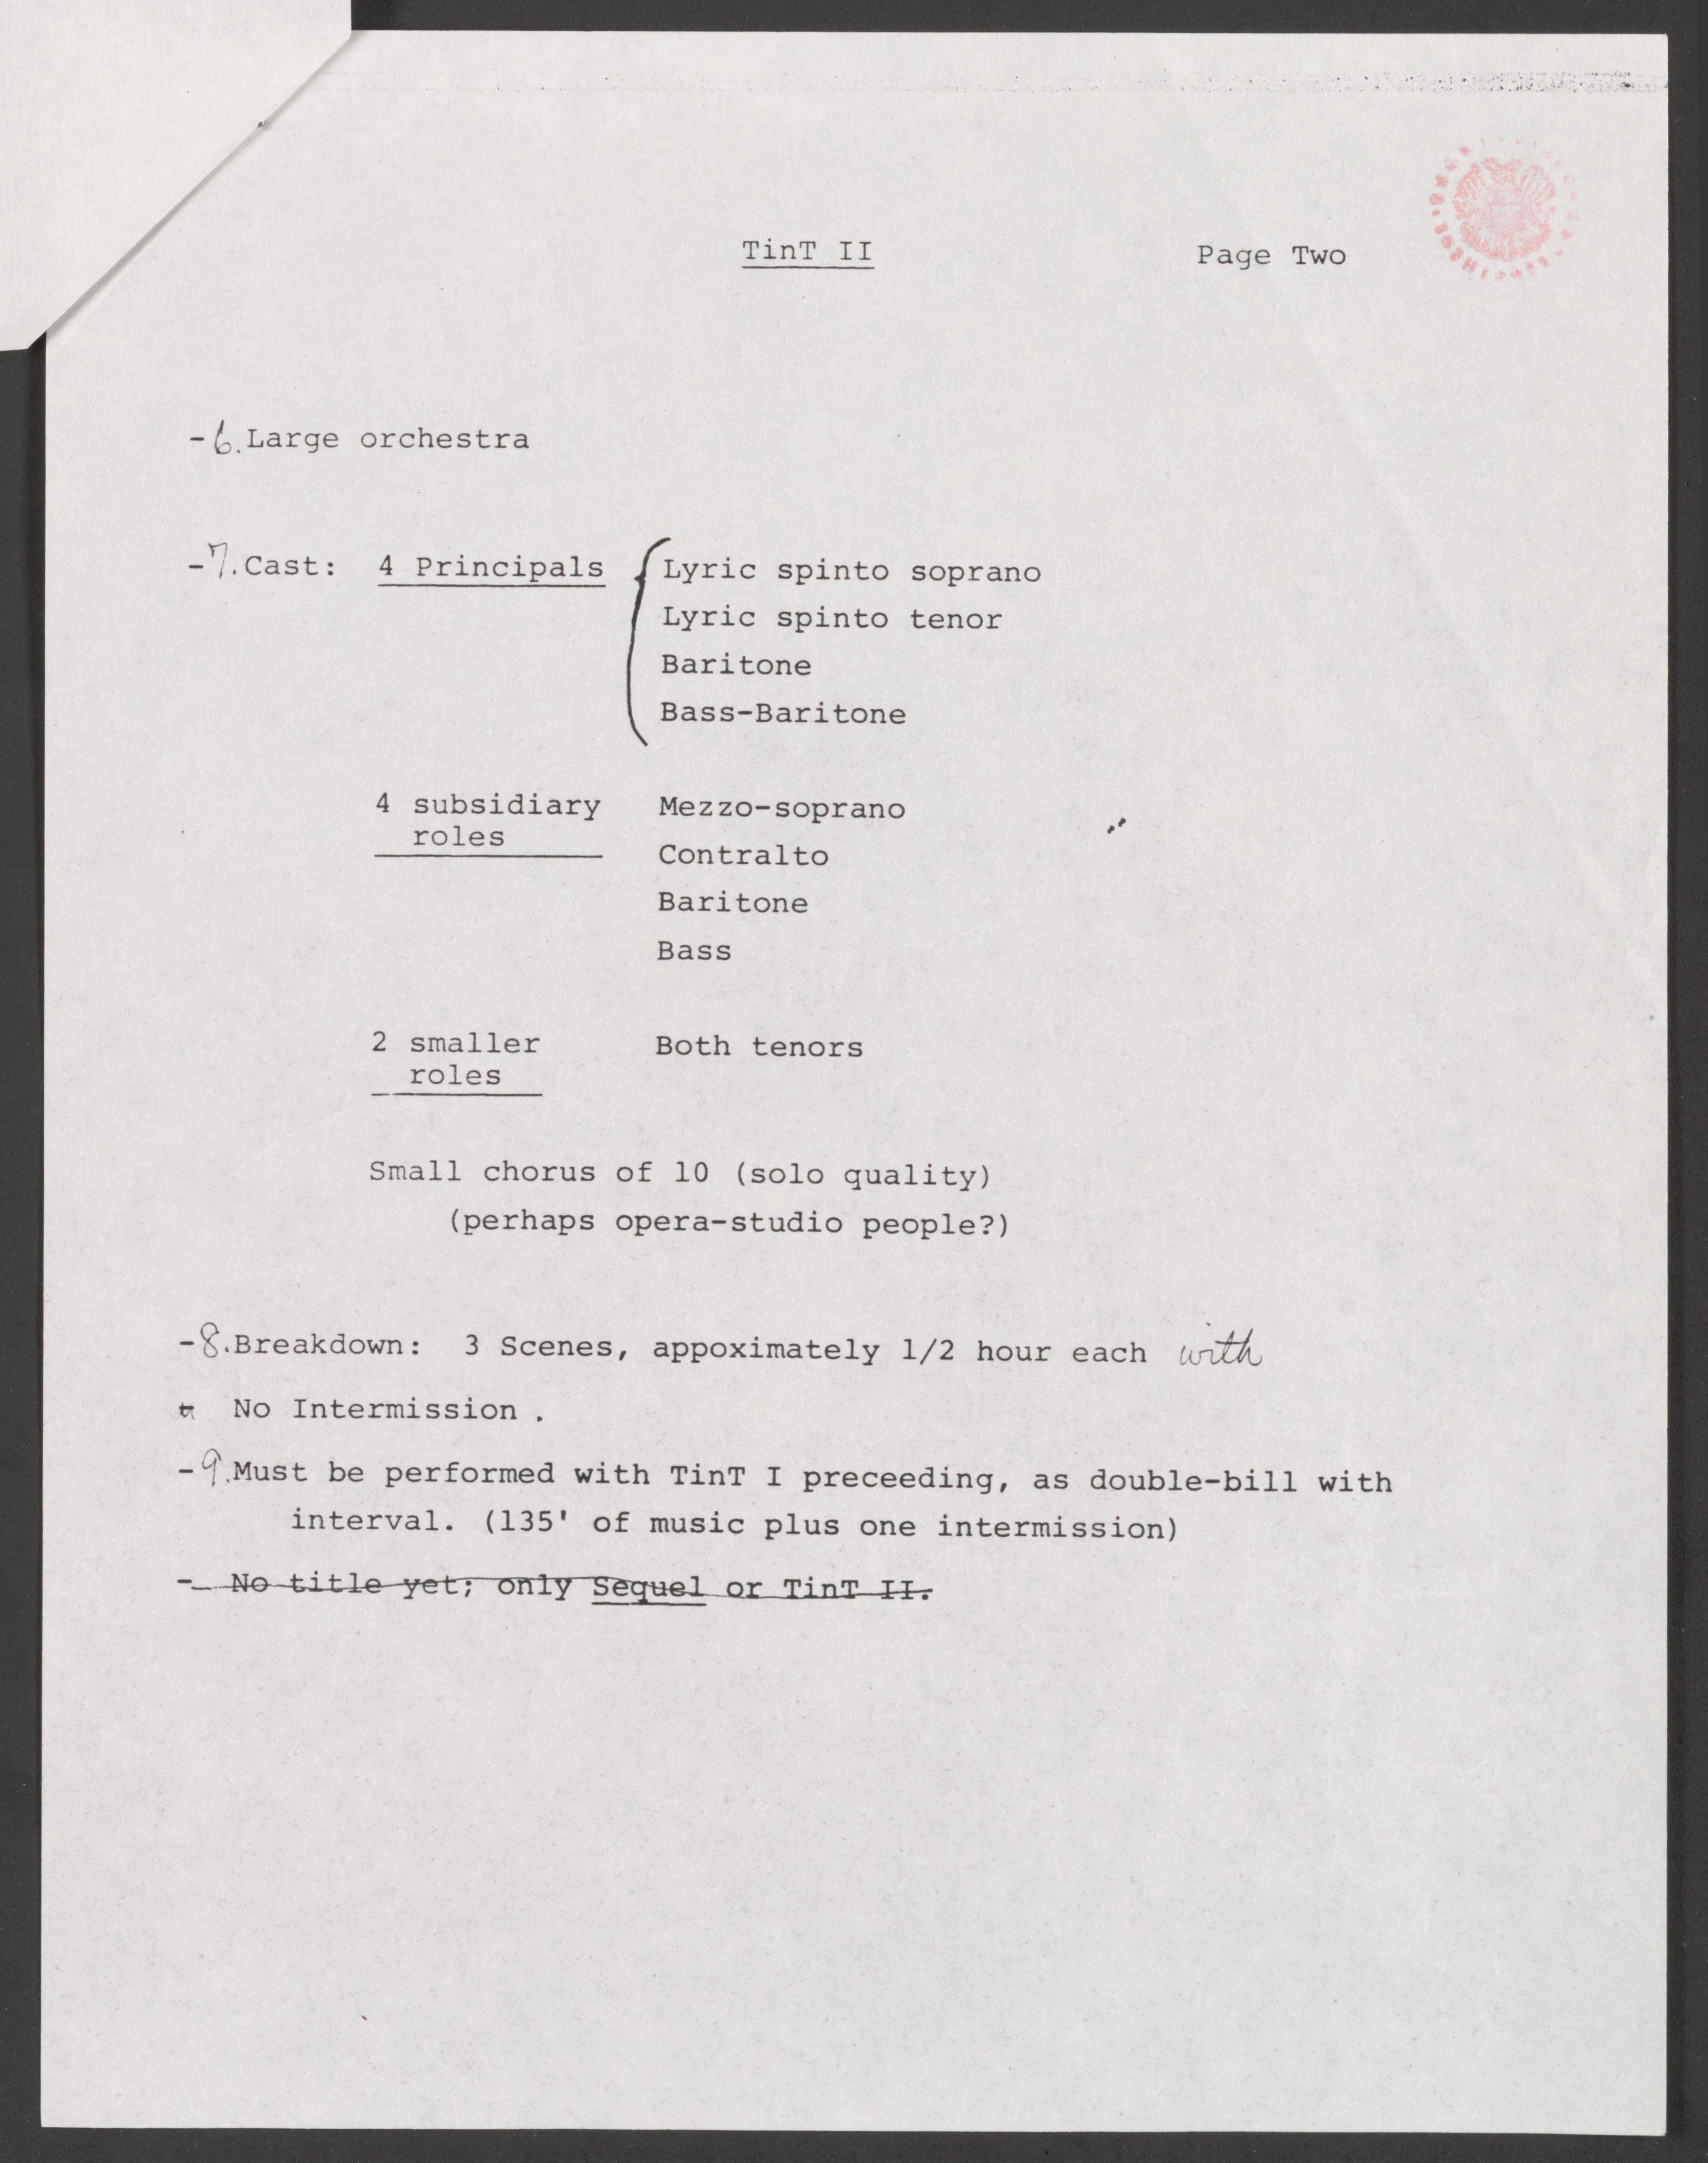 TinT II Page Two
-6. Large orchestra
-7. Cast: 4 Principals { Lyric spinto soprano
Lyric spinto tenor
Baritone
Bass-Baritone
4 subsidiary Mezzo-soprano
roles
Contralto
Baritone
Bass
2 smaller Both tenors
roles
Small chorus of 10 (solo quality)
(perhaps opera-studio people?)
-8. Breakdown: 3 Scenes, appoximately 1/2 hour each with
No Intermission .
-9. Must be performed with TinT I preceeding, as double-bill with
interval. (135' of music plus one intermission)
- No title yet; only Sequel or TinT II.